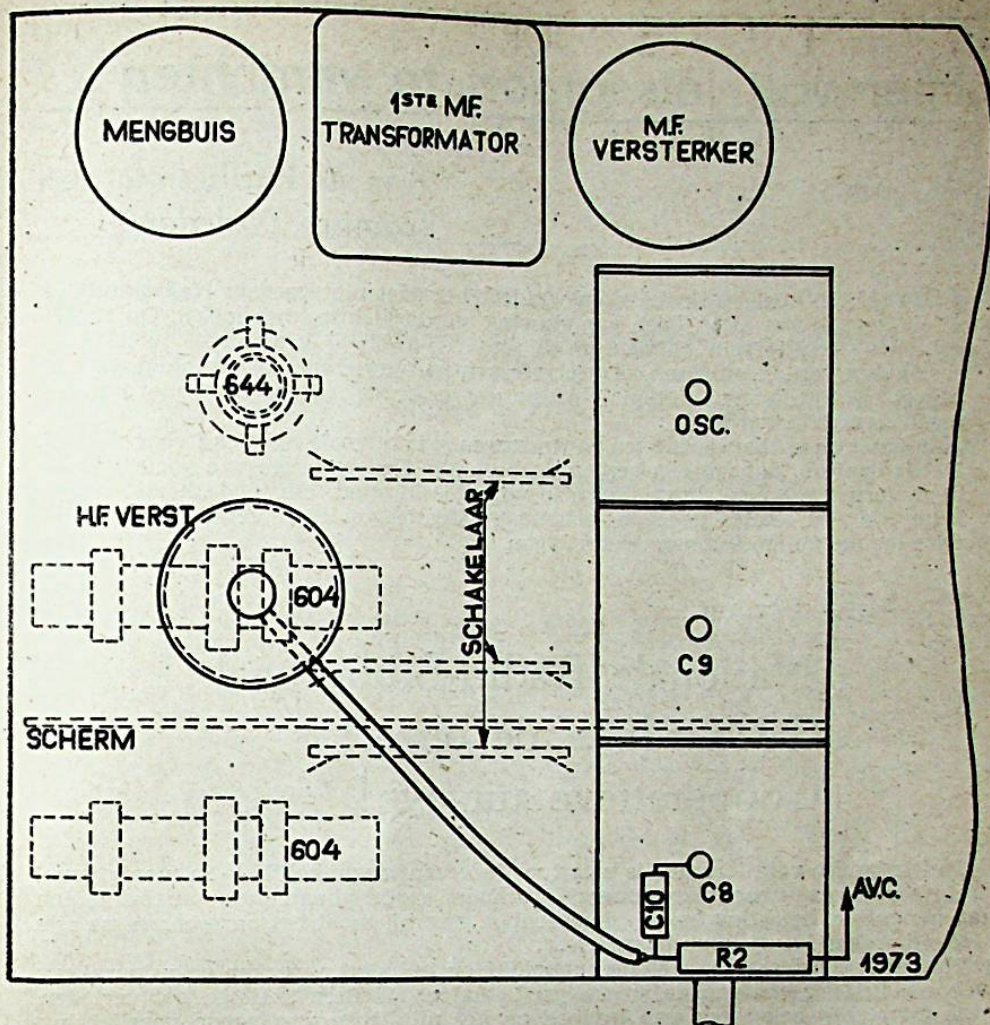 MENGBUIS
1STE M.F.
TRANSFORMATOR
M.F.
VERSTERKER
644
OSC.
H.F. VERST.
604
SCHAKELAAR
C9
SCHERM
604
C10
C8
A.V.C.
R2
1973